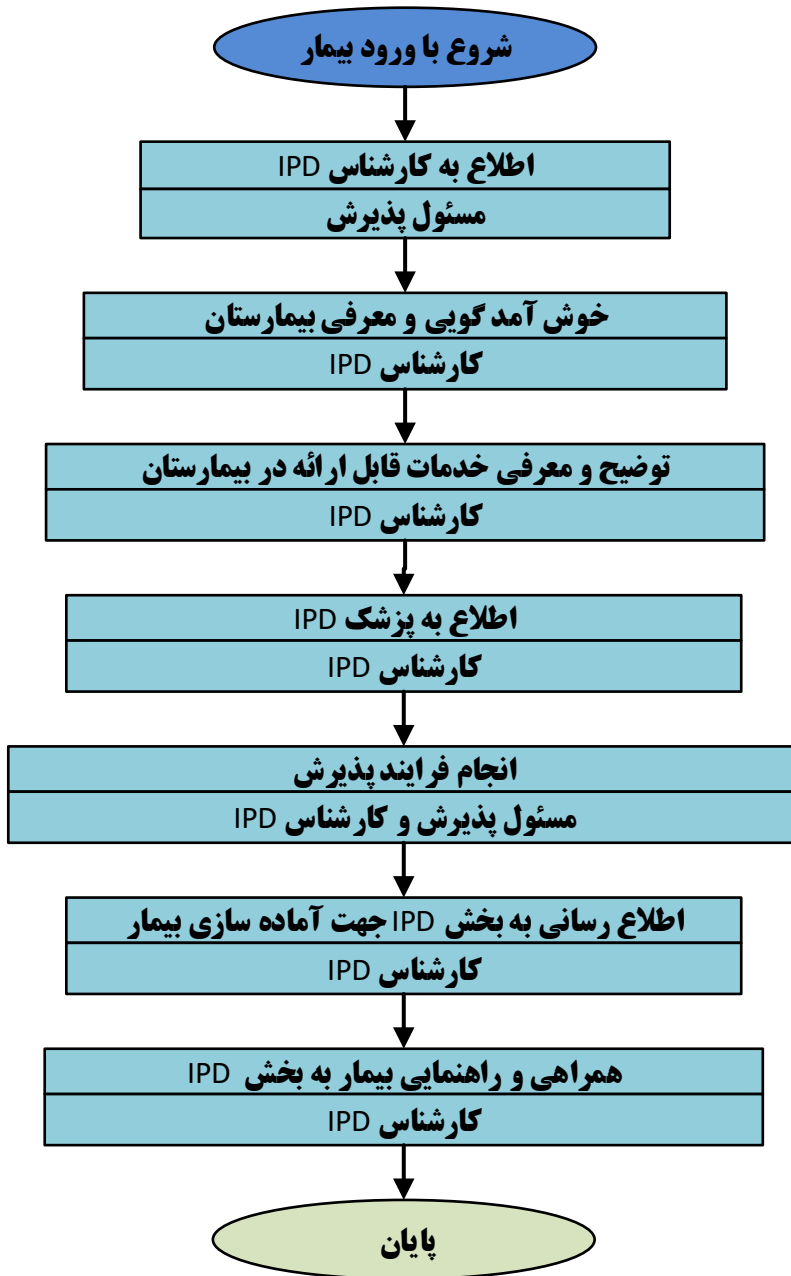 شروع با ورود بیمار
اطلاع به کارشناس IPD
مسئول پذیرش
خوش آمد گویی و معرفی بیمارستان
کارشناس IPD
توضیح و معرفی خدمات قابل ارائه در بیمارستان
کارشناس IPD
اطلاع به پزشک IPD
کارشناس IPD
انجام فرایند پذیرش
مسئول پذیرش و کارشناس IPD
اطلاع رسانی به بخش IPD جهت آماده سازی بیمار
کارشناس IPD
همراهی و راهنمایی بیمار به بخش IPD
کارشناس IPD
پایان